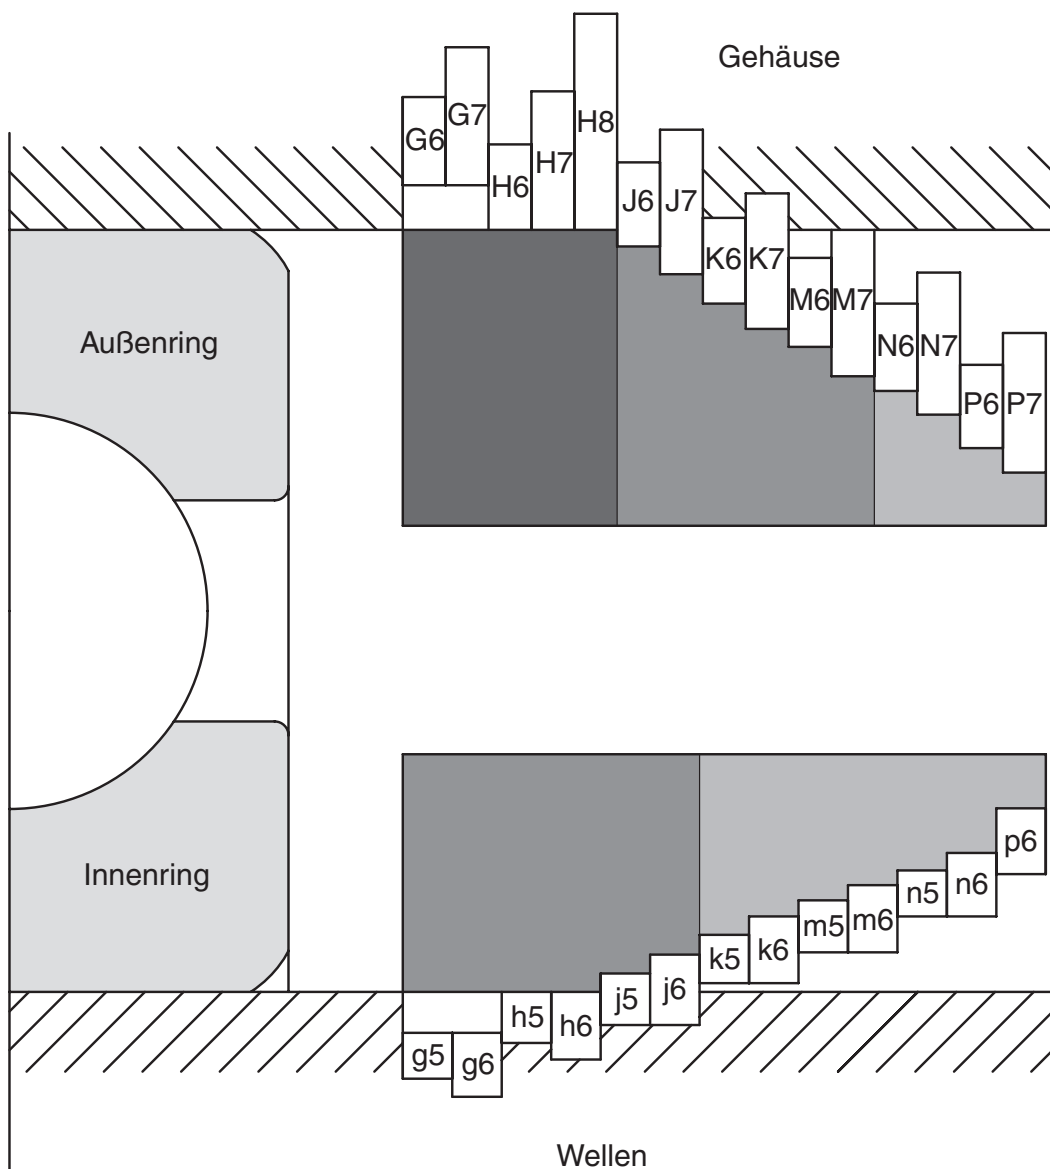 Gehäuse
G6 G7 H6 H7 H8 J6 J7 K6 K7 M6 M7 N6 N7 P6 P7
Außenring
Innenring
g5 g6 h5 h6 j5 j6 k5 k6 m5 m6 n5 n6 p6
Wellen